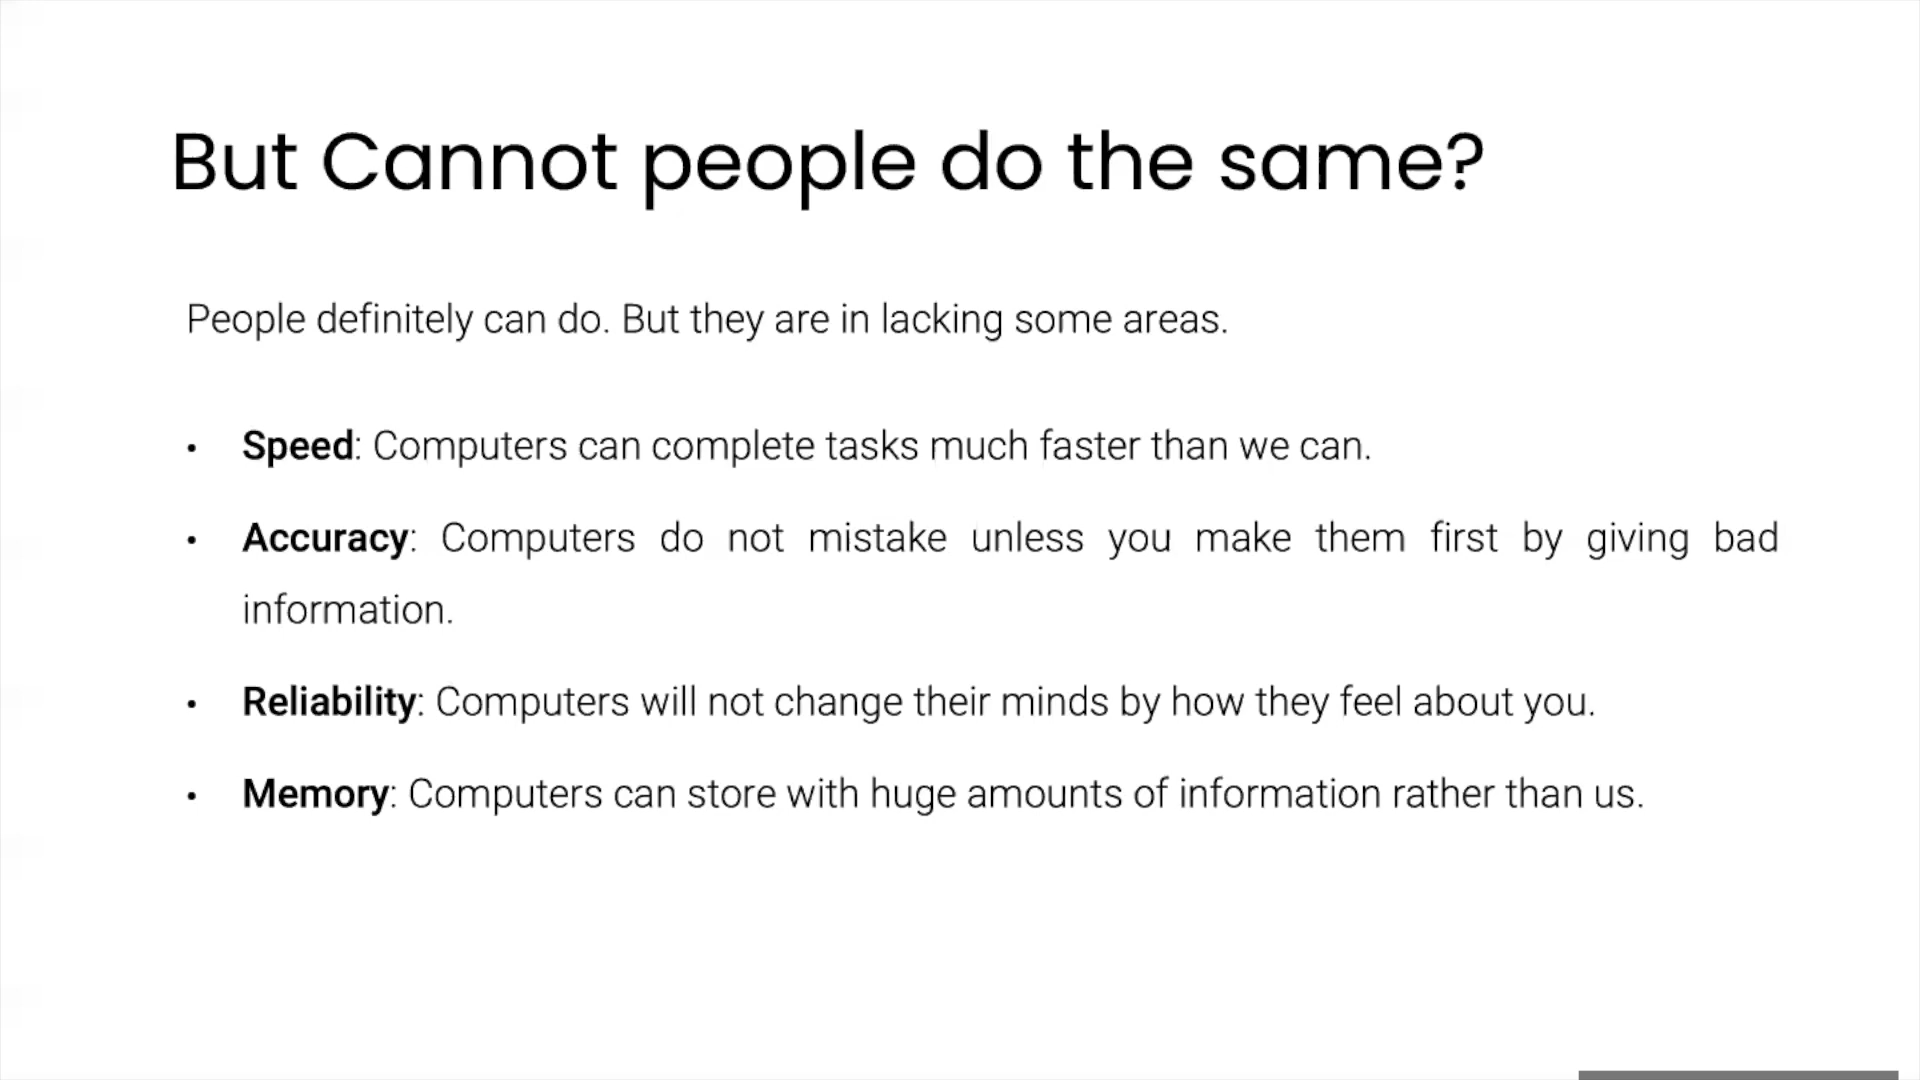 But Cannot people do the same?
People definitely can do. But they are in lacking some areas.
• Speed: Computers can complete tasks much faster than we can.
• Accuracy: Computers do not mistake unless you make them first by giving bad
information.
• Reliability: Computers will not change their minds by how they feel about you.
• Memory: Computers can store with huge amounts of information rather than us.